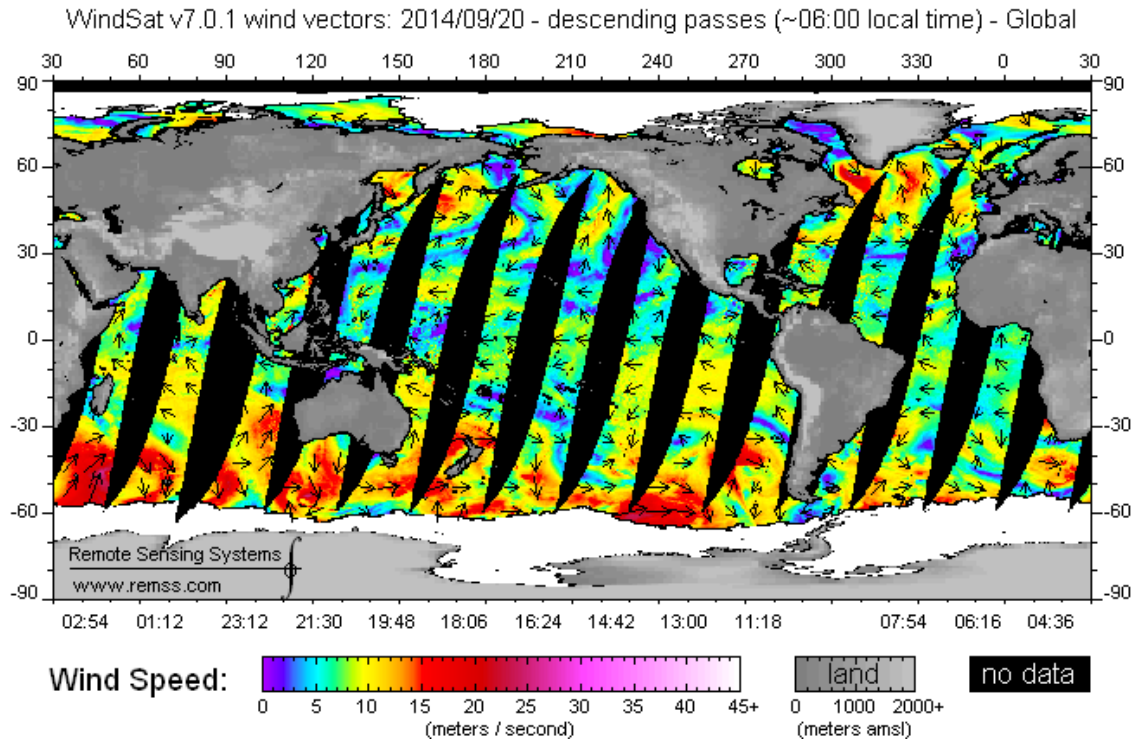 WindSat v7.0.1 wind vectors: 2014/09/20 - descending passes (~06:00 local time) - Global
30 60 90 120 150 180 210 240 270 300 330 0 30
90 90
60 60
30 30
0 0
-30 -30
-60 -60
Remote Sensing Systems
www.remss.com
-90 -90
02:54 01:12 23:12 21:30 19:48 18:06 16:24 14:42 13:00 11:18 07:54 06:16 04:36
Wind Speed: land no data
0 5 10 15 20 25 30 35 40 45+ 0 1000 2000+
(meters / second) (meters amsl)